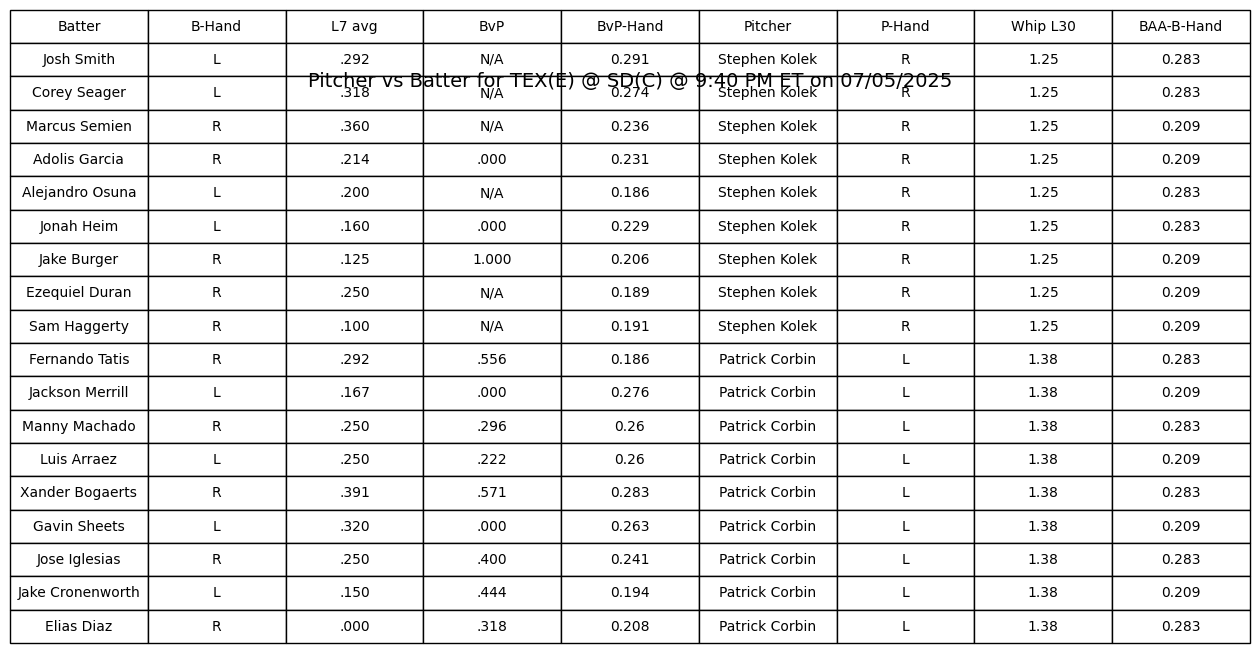 Batter B-Hand L7 avg BvP BvP-Hand Pitcher P-Hand Whip L30 BAA-B-Hand
Josh Smith L .292 N/A 0.291 Stephen Kolek R 1.25 0.283
Pitcher vs Batter for TEX(E) @ SD(C) @ 9:40 PM ET on 07/05/2025
Corey Seager L .318 N/A 0.274 Stephen Kolek R 1.25 0.283
Marcus Semien R .360 N/A 0.236 Stephen Kolek R 1.25 0.209
Adolis Garcia R .214 .000 0.231 Stephen Kolek R 1.25 0.209
Alejandro Osuna L .200 N/A 0.186 Stephen Kolek R 1.25 0.283
Jonah Heim L .160 .000 0.229 Stephen Kolek R 1.25 0.283
Jake Burger R .125 1.000 0.206 Stephen Kolek R 1.25 0.209
Ezequiel Duran R .250 N/A 0.189 Stephen Kolek R 1.25 0.209
Sam Haggerty R .100 N/A 0.191 Stephen Kolek R 1.25 0.209
Fernando Tatis R .292 .556 0.186 Patrick Corbin L 1.38 0.283
Jackson Merrill L .167 .000 0.276 Patrick Corbin L 1.38 0.209
Manny Machado R .250 .296 0.26 Patrick Corbin L 1.38 0.283
Luis Arraez L .250 .222 0.26 Patrick Corbin L 1.38 0.209
Xander Bogaerts R .391 .571 0.283 Patrick Corbin L 1.38 0.283
Gavin Sheets L .320 .000 0.263 Patrick Corbin L 1.38 0.209
Jose Iglesias R .250 .400 0.241 Patrick Corbin L 1.38 0.283
Jake Cronenworth L .150 .444 0.194 Patrick Corbin L 1.38 0.209
Elias Diaz R .000 .318 0.208 Patrick Corbin L 1.38 0.283